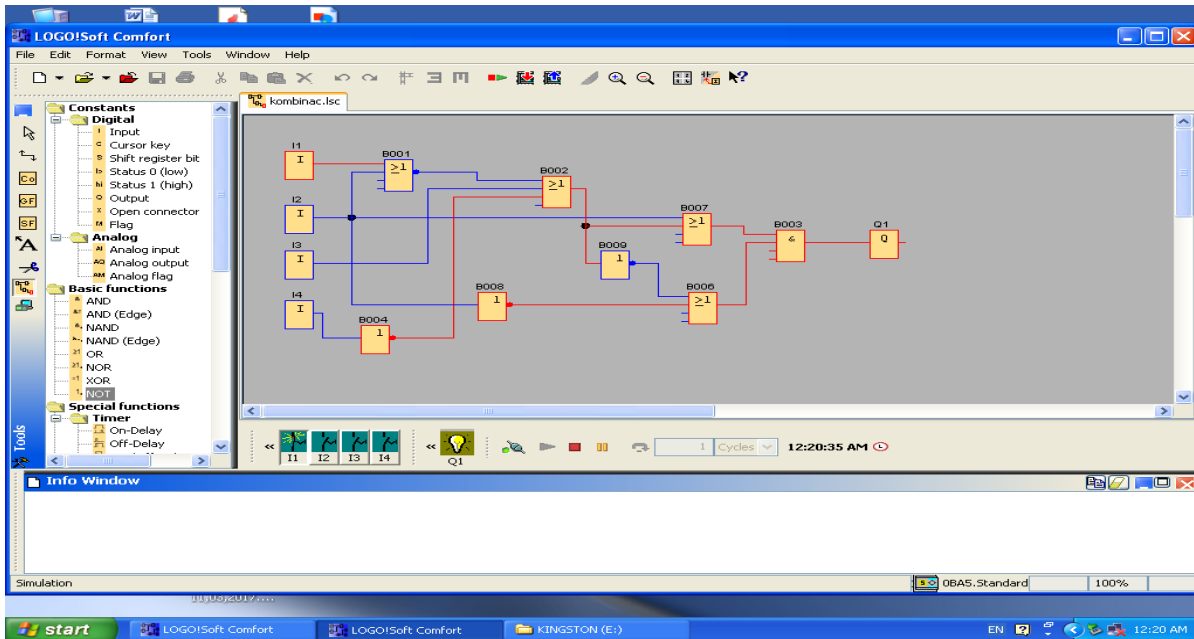 LOGO!Soft Comfort
File Edit Format View Tools Window Help
kombinac.lsc
Constants
Digital
Input
Cursor key
Shift register bit
Status 0 (low)
Status 1 (high)
Output
Open connector
Flag
Analog
Analog input
Analog output
Analog flag
Basic functions
AND
AND (Edge)
NAND
NAND (Edge)
OR
NOR
XOR
NOT
Special functions
Timer
On-Delay
Off-Delay
Co
GF
SF
Tools
I1
I
B001
≥1
B002
≥1
I2
I
B007
≥1
B003
&
Q1
Q
I3
I
B009
1
I4
I
B004
1
B008
1
B006
≥1
« I1 I2 I3 I4 « Q1 1 Cycles 12:20:35 AM
Info Window
Simulation 0BA5.Standard 100%
start LOGO!Soft Comfort LOGO!Soft Comfort KINGSTON (E:) EN 12:20 AM